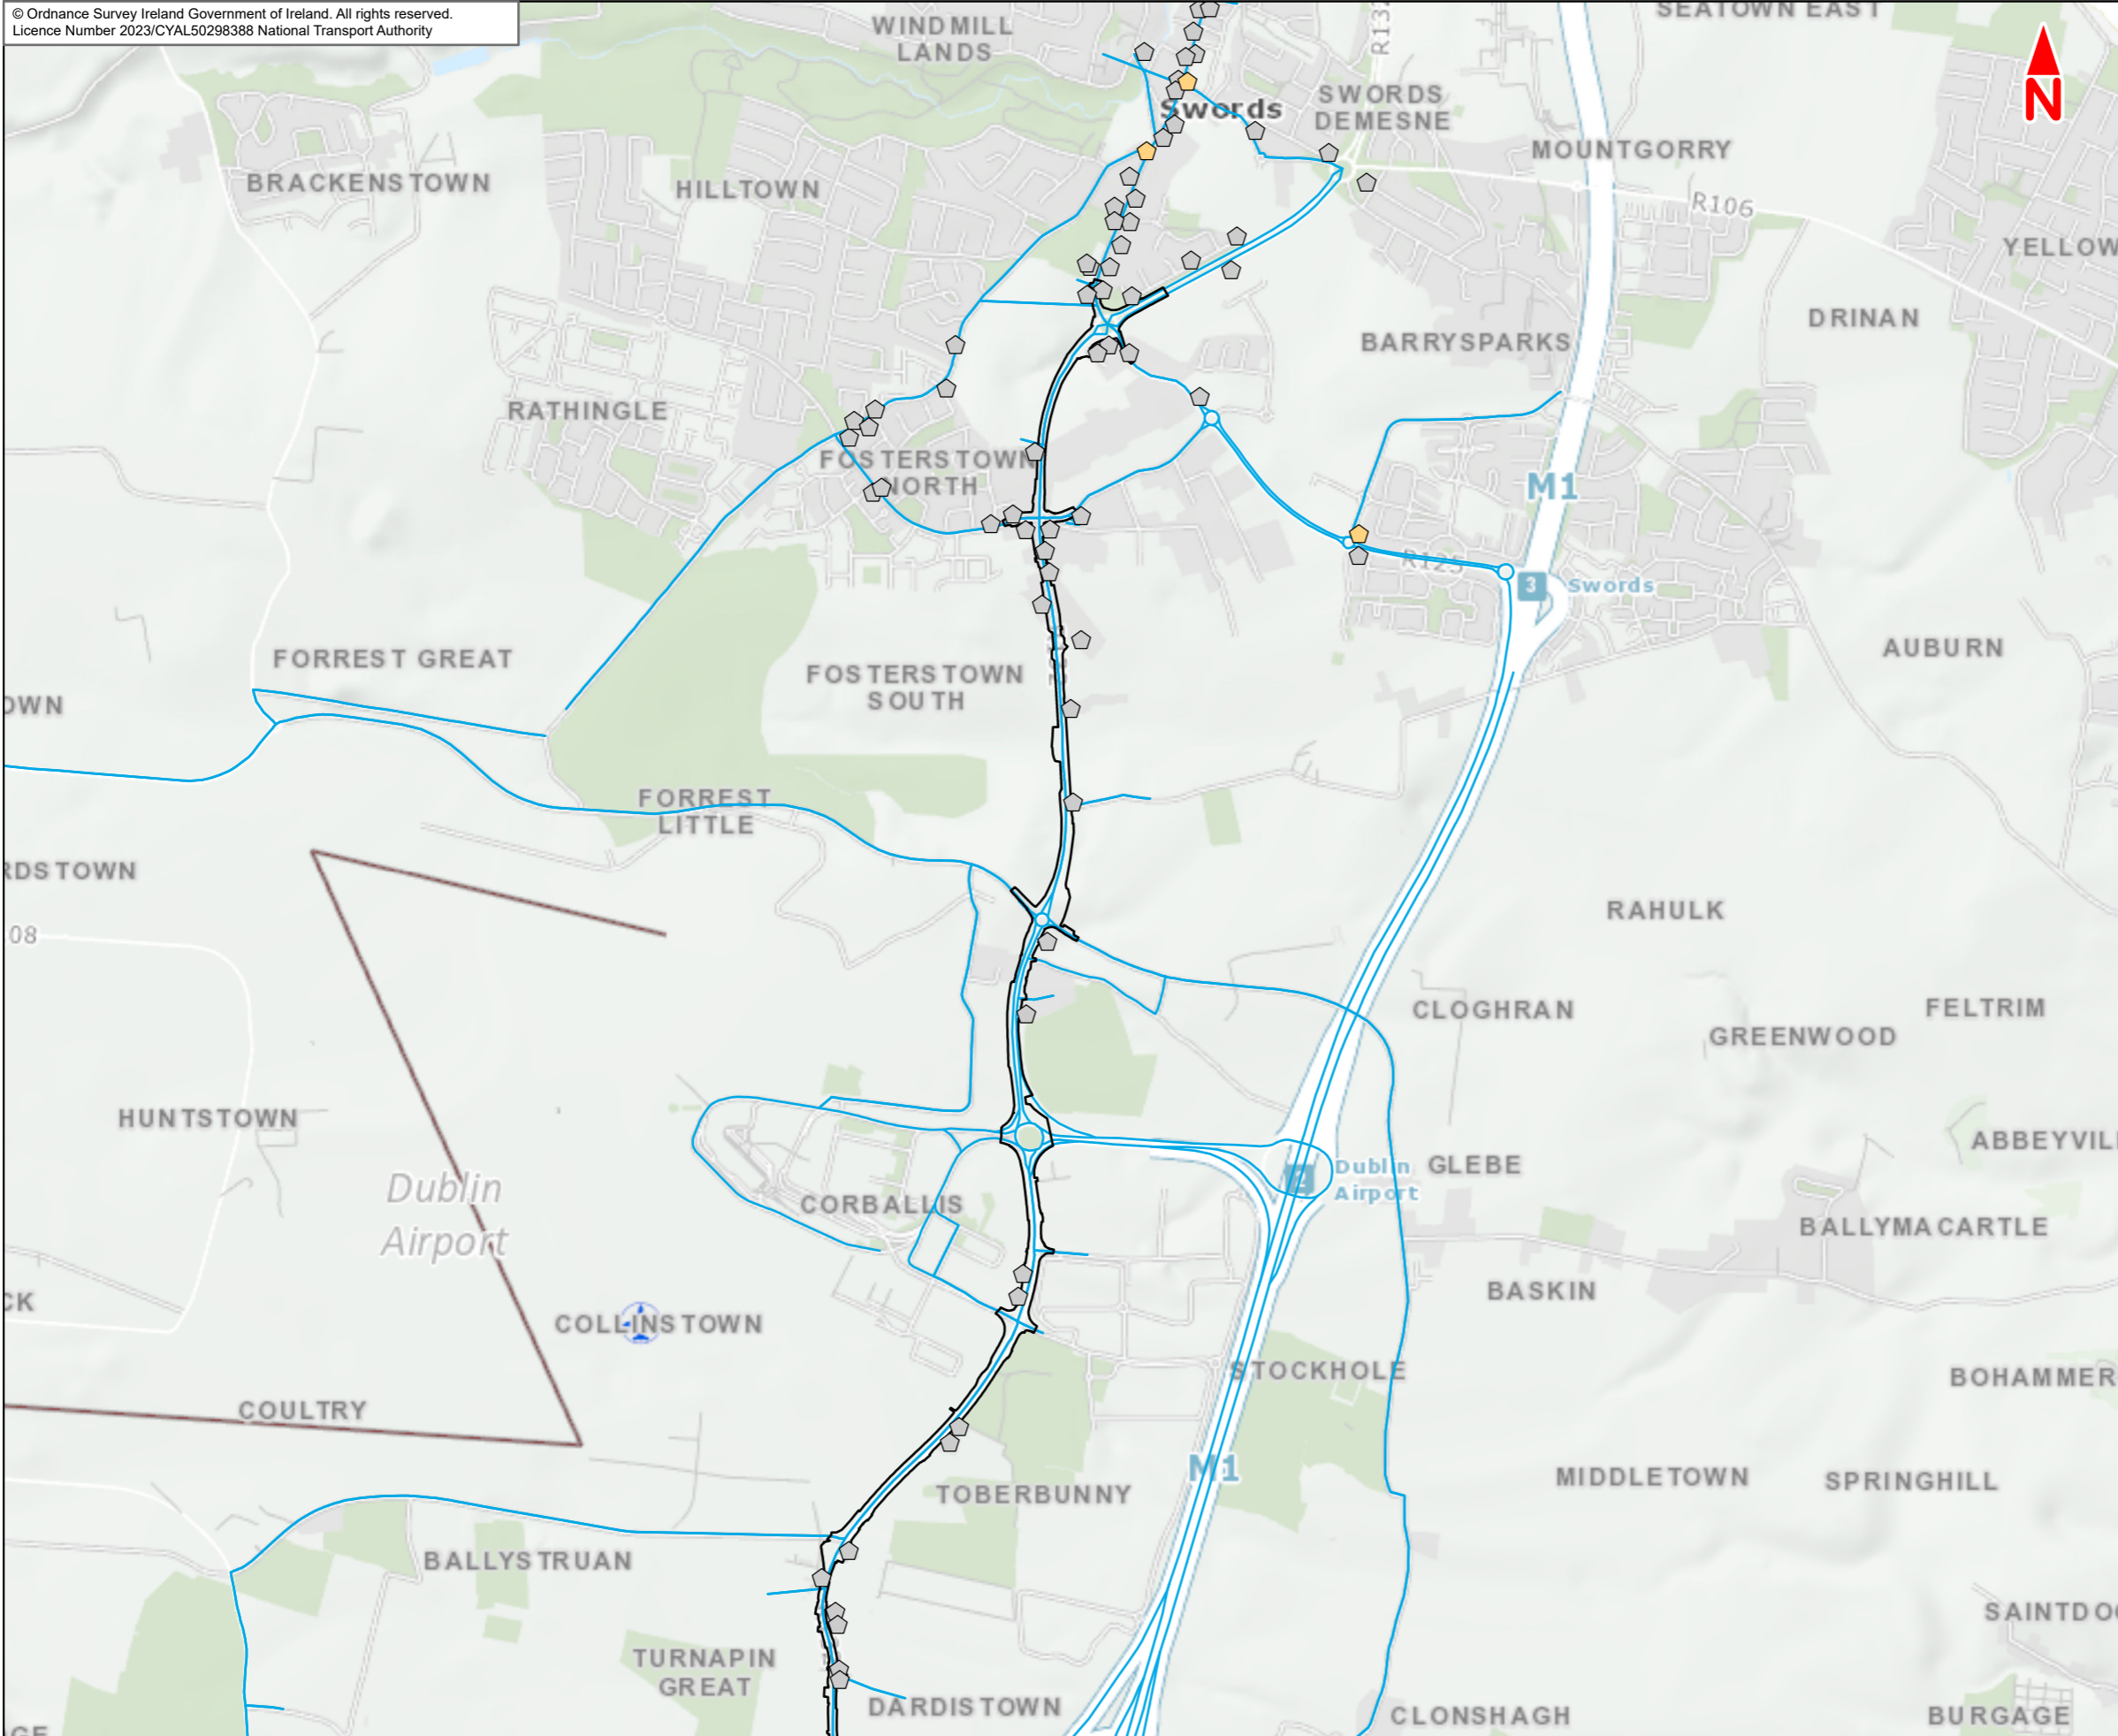 © Ordnance Survey Ireland Government of Ireland. All rights reserved.
Licence Number 2023/CYAL50298388 National Transport Authority
WINDMILL
LANDS
R132
SEATOWN EAST
N
Swords
SWORDS
DEMESNE
MOUNTGORRY
BRACKENSTOWN
HILLTOWN
R106
YELLOW
DRINAN
BARRYSPARKS
RATHINGLE
FOSTERSTOWN
NORTH
M1
R125
3
Swords
AUBURN
FORREST GREAT
FOSTERSTOWN
SOUTH
OWN
FORREST
LITTLE
RDSTOWN
RAHULK
08
CLOGHRAN
FELTRIM
GREENWOOD
HUNTSTOWN
ABBEYVIL
Dublin
Airport
GLEBE
2
Dublin
Airport
CORBALLIS
BALLYMACARTLE
BASKIN
CK
COLLINSTOWN
STOCKHOLE
BOHAMMER
COULTRY
M1
MIDDLETOWN
SPRINGHILL
TOBERBUNNY
BALLYSTRUAN
SAINTDO
TURNAPIN
GREAT
DARDISTOWN
CLONSHAGH
BURGAGE
GE